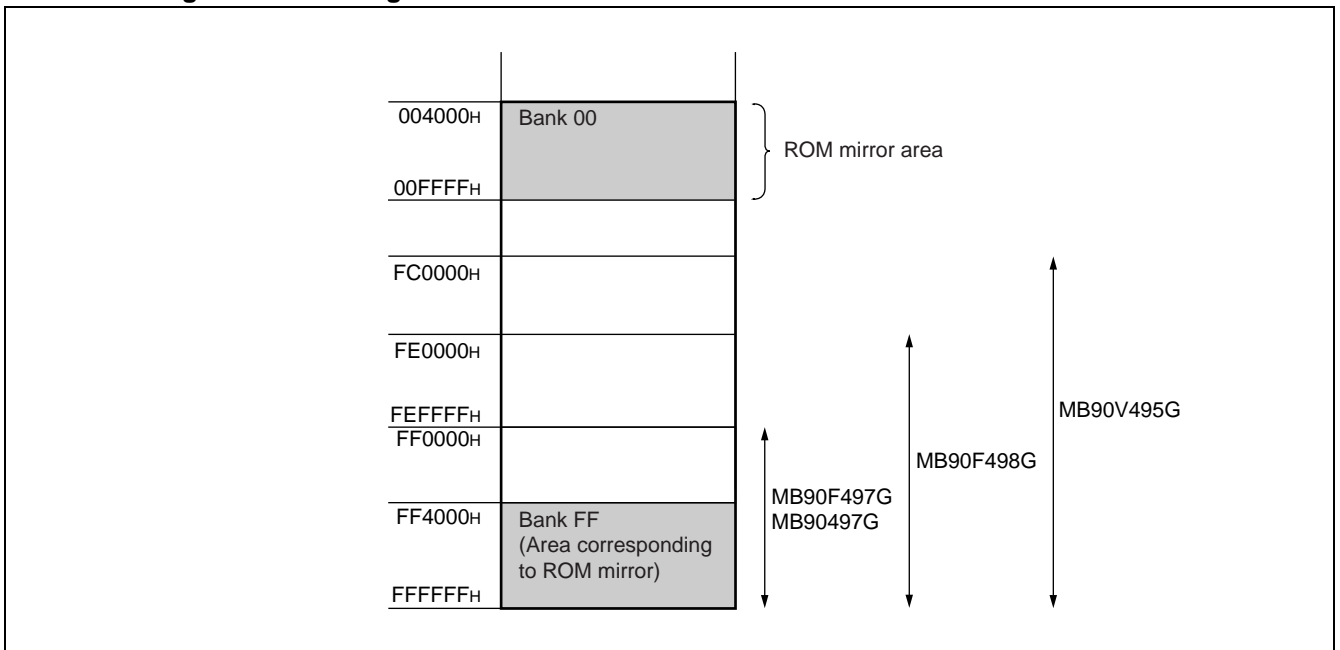 004000H
Bank 00
ROM mirror area
00FFFFH
FC0000H
FE0000H
FEFFFFH
FF0000H
MB90V495G
MB90F498G
MB90F497G
MB90497G
FF4000H
Bank FF
(Area corresponding
to ROM mirror)
FFFFFFH